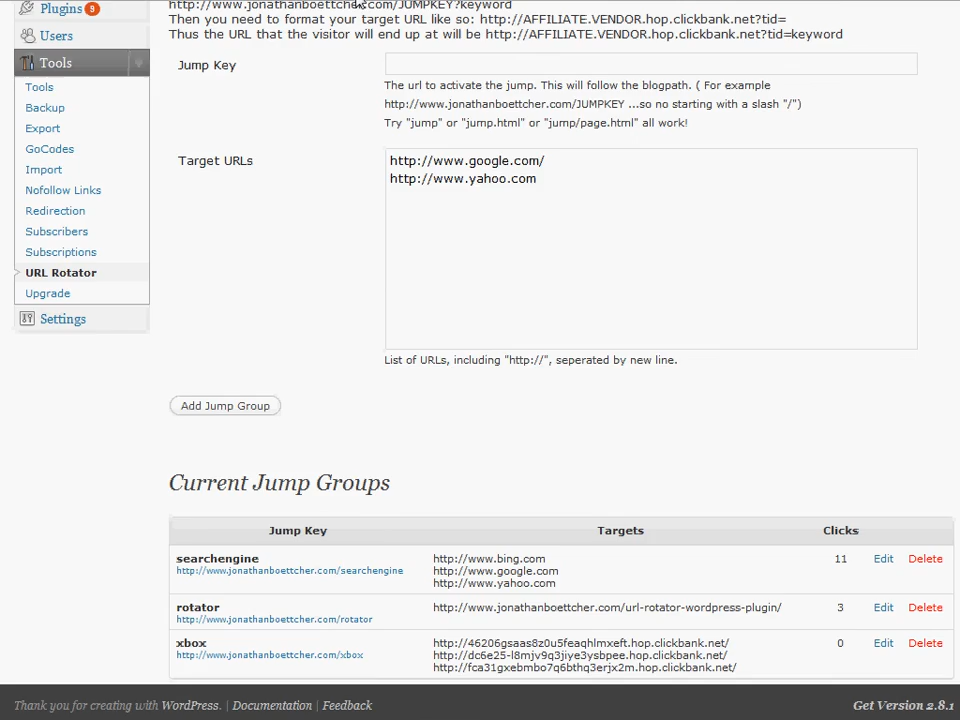 http://www.jonathanboettcher.com/JUMPKEY?keyword
Plugins 9
Then you need to format your target URL like so: http://AFFILIATE.VENDOR.hop.clickbank.net?tid=
Users
Thus the URL that the visitor will end up at will be http://AFFILIATE.VENDOR.hop.clickbank.net?tid=keyword
Tools
Tools
Backup
Export
GoCodes
Import
Nofollow Links
Redirection
Subscribers
Subscriptions
URL Rotator
Upgrade
Settings
Jump Key
The url to activate the jump. This will follow the blogpath. ( For example
http://www.jonathanboettcher.com/JUMPKEY ...so no starting with a slash "/")
Try "jump" or "jump.html" or "jump/page.html" all work!
Target URLs
http://www.google.com/
http://www.yahoo.com
List of URLs, including "http://", seperated by new line.
Add Jump Group
Current Jump Groups
Jump Key Targets Clicks
searchengine http://www.bing.com 11 Edit Delete
http://www.jonathanboettcher.com/searchengine http://www.google.com
http://www.yahoo.com
rotator http://www.jonathanboettcher.com/url-rotator-wordpress-plugin/ 3 Edit Delete
http://www.jonathanboettcher.com/rotator
xbox http://46206gsaas8z0u5feaqhlmxeft.hop.clickbank.net/ 0 Edit Delete
http://www.jonathanboettcher.com/xbox http://dc6e25-l8mjv9q3jiye3ysbpee.hop.clickbank.net/
http://fca31gxebmbo7q6bthq3erjx2m.hop.clickbank.net/
Thank you for creating with WordPress. | Documentation | Feedback Get Version 2.8.1